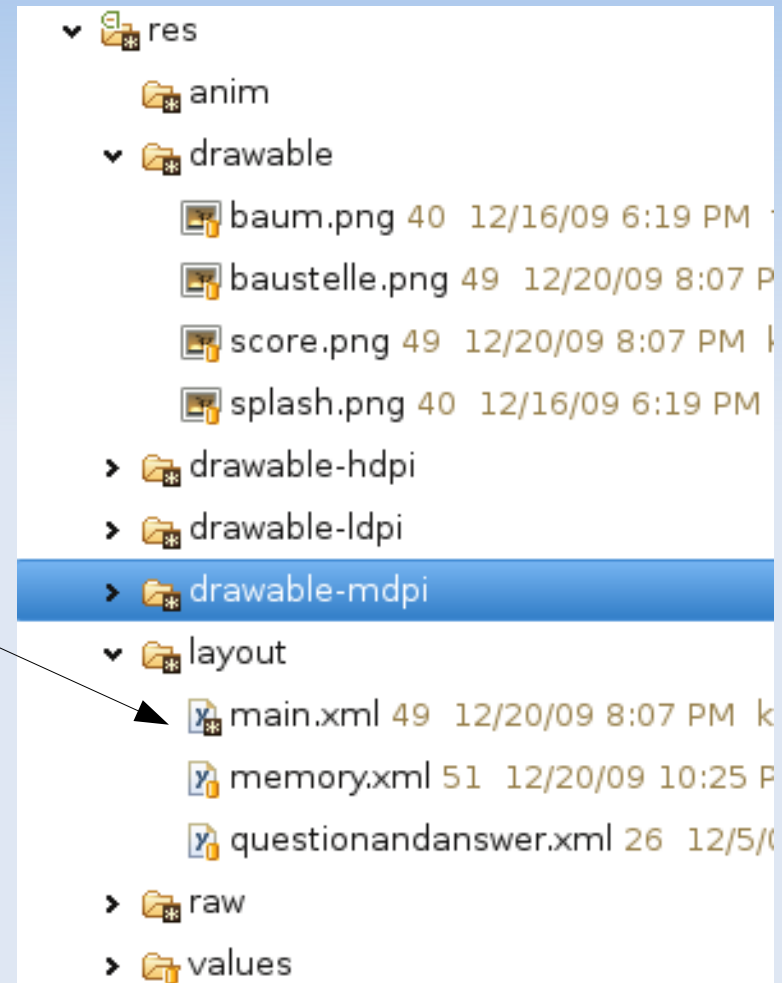 res
anim
drawable
baum.png 40 12/16/09 6:19 PM
baustelle.png 49 12/20/09 8:07 P
score.png 49 12/20/09 8:07 PM
splash.png 40 12/16/09 6:19 PM
drawable-hdpi
drawable-ldpi
drawable-mdpi
layout
main.xml 49 12/20/09 8:07 PM k
memory.xml 51 12/20/09 10:25 P
questionandanswer.xml 26 12/5/0
raw
values